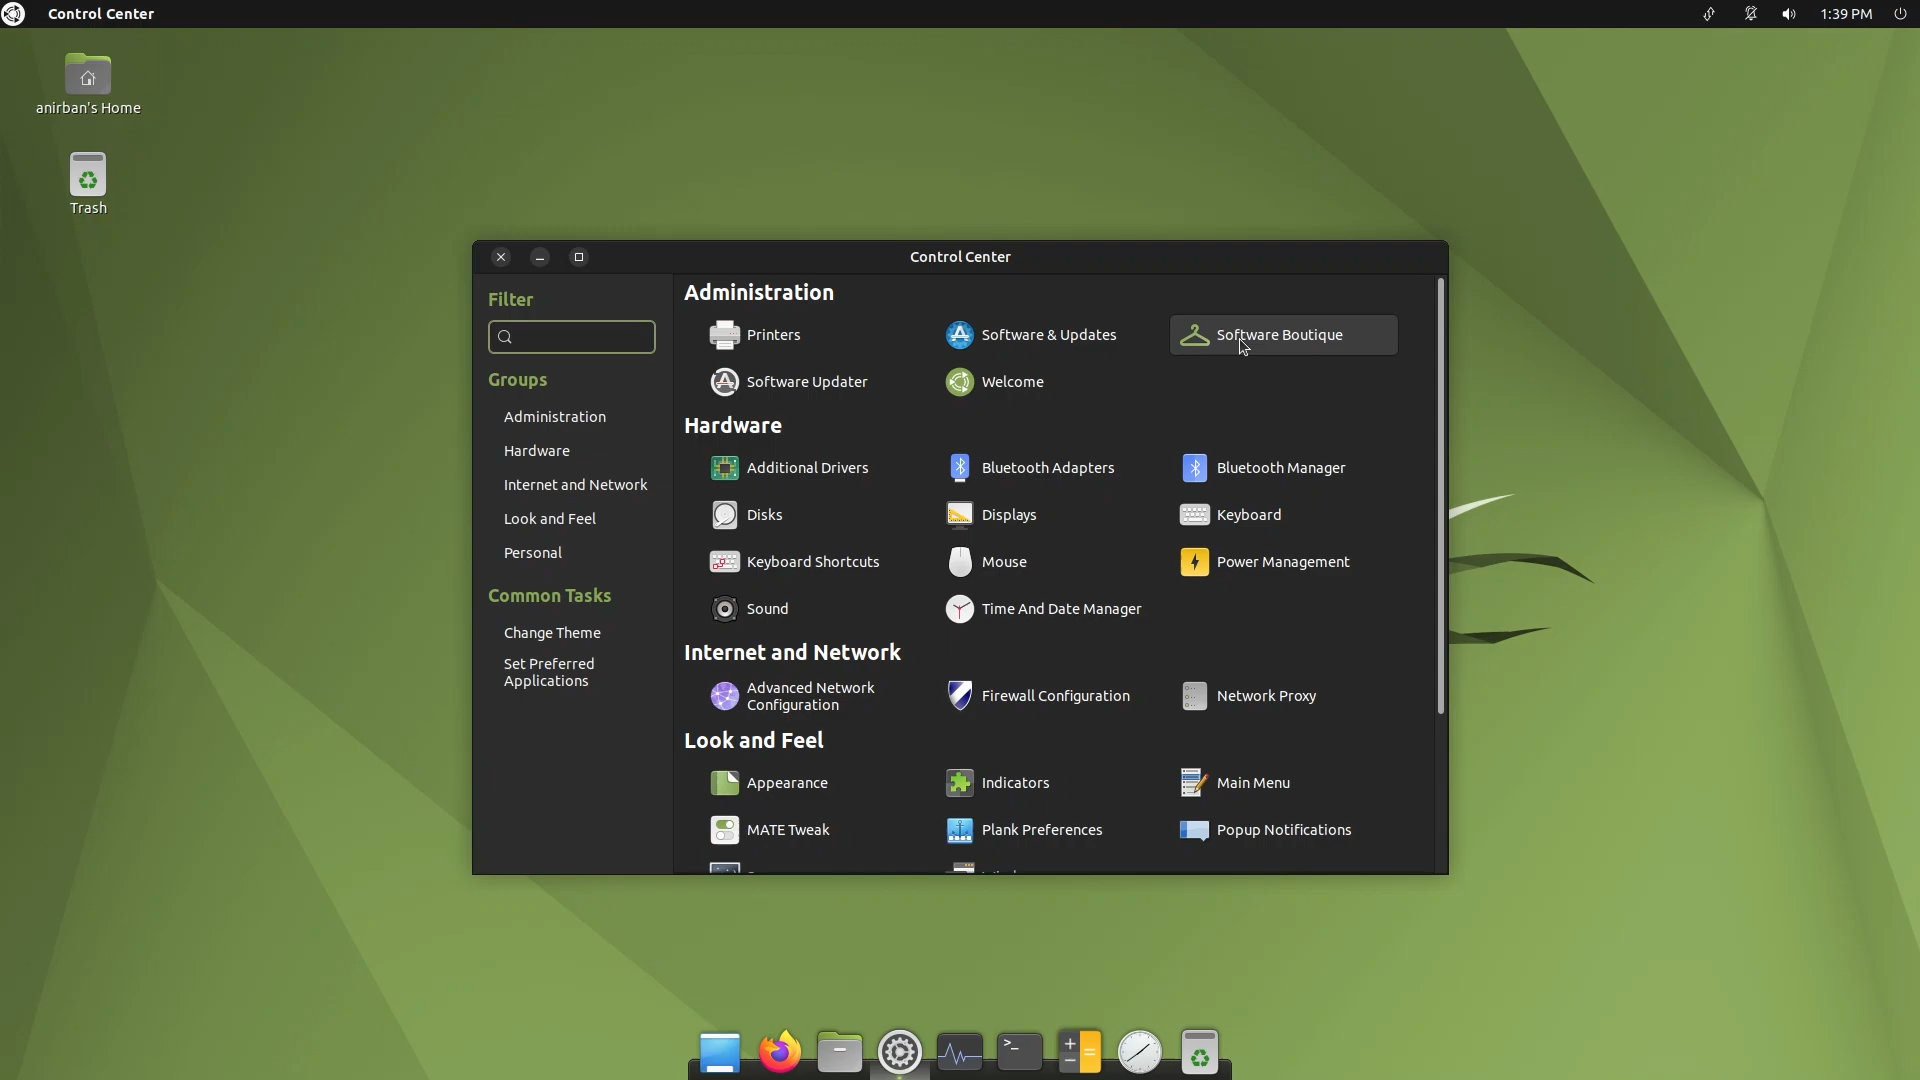 Control Center
1:39 PM
anirban's Home
Trash
Control Center
Filter
Groups
Administration
Hardware
Internet and Network
Look and Feel
Personal
Common Tasks
Change Theme
Set Preferred
Applications
Administration
Printers
Software & Updates
Software Boutique
Software Updater
Welcome
Hardware
Additional Drivers
Bluetooth Adapters
Bluetooth Manager
Disks
Displays
Keyboard
Keyboard Shortcuts
Mouse
Power Management
Sound
Time And Date Manager
Internet and Network
Advanced Network
Configuration
Firewall Configuration
Network Proxy
Look and Feel
Appearance
Indicators
Main Menu
MATE Tweak
Plank Preferences
Popup Notifications